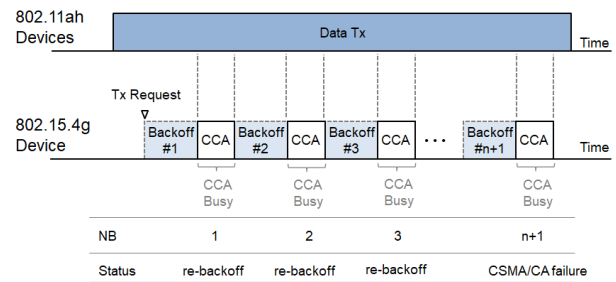 802.11ah
Devices
Data Tx
Time
Tx Request
802.15.4g
Device
Backoff
#1
CCA
Backoff
#2
CCA
Backoff
#3
CCA
...
Backoff
#n+1
CCA
Time
CCA
Busy
CCA
Busy
CCA
Busy
CCA
Busy
NB 1 2 3 n+1
Status re-backoff re-backoff re-backoff CSMA/CA failure